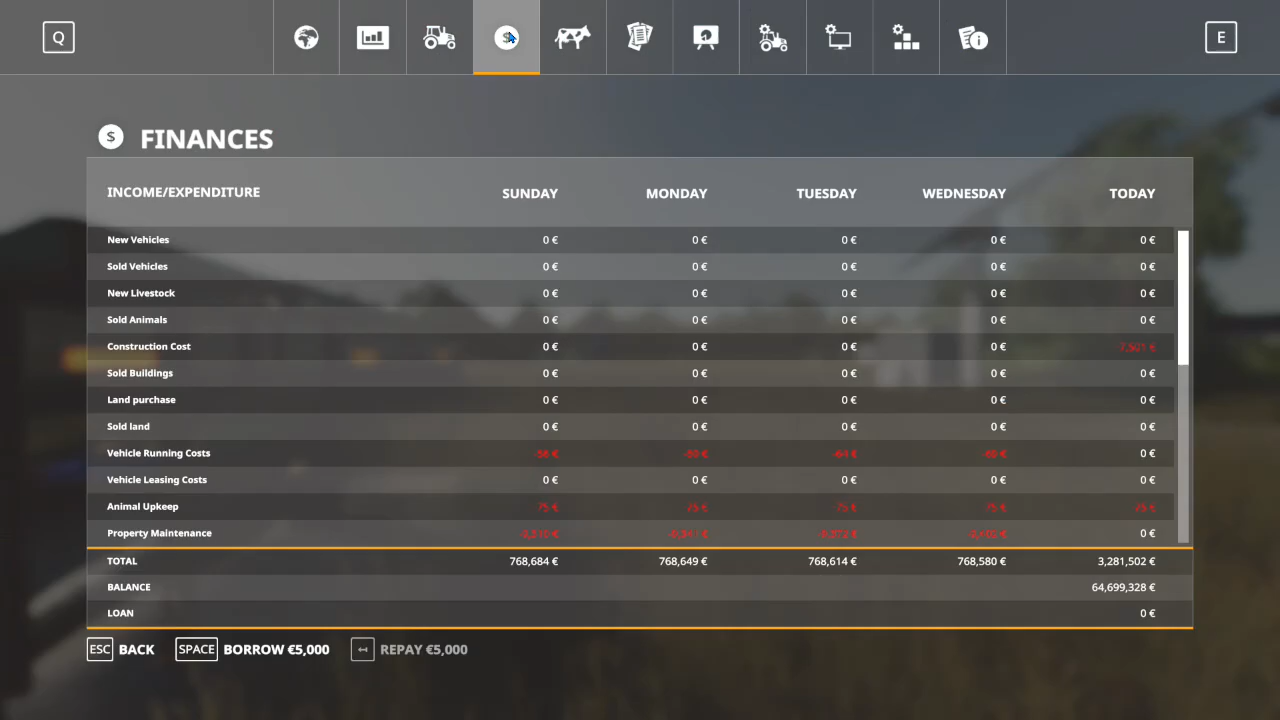 Q
$
E
$ FINANCES
INCOME/EXPENDITURE SUNDAY MONDAY TUESDAY WEDNESDAY TODAY
New Vehicles 0 € 0 € 0 € 0 € 0 €
Sold Vehicles 0 € 0 € 0 € 0 € 0 €
New Livestock 0 € 0 € 0 € 0 € 0 €
Sold Animals 0 € 0 € 0 € 0 € 0 €
Construction Cost 0 € 0 € 0 € 0 €
Sold Buildings 0 € 0 € 0 € 0 € 0 €
Land purchase 0 € 0 € 0 € 0 € 0 €
Sold land 0 € 0 € 0 € 0 € 0 €
Vehicle Running Costs -64 € 0 €
Vehicle Leasing Costs 0 € 0 € 0 € 0 € 0 €
Animal Upkeep
Property Maintenance 0 €
TOTAL 768,684 € 768,649 € 768,614 € 768,580 € 3,281,502 €
BALANCE 64,699,328 €
LOAN 0 €
ESC BACK SPACE BORROW €5,000 ↤ REPAY €5,000